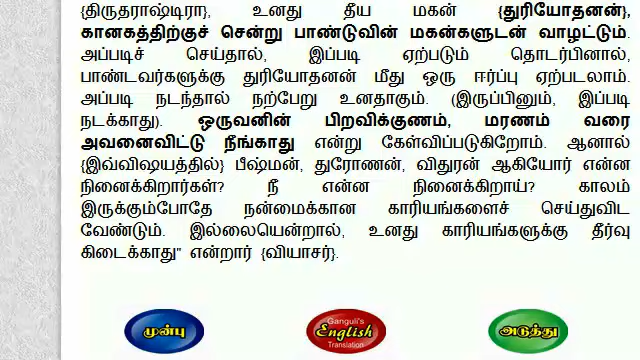 {திருதராஷ்டிரா}, உனது தீய மகன் {துரியோதனன்},
கானகத்திற்குச் சென்று பாண்டுவின் மகன்களுடன் வாழட்டும்.
அப்படிச் செய்தால், இப்படி ஏற்படும் தொடர்பினால்,
பாண்டவர்களுக்கு துரியோதனன் மீது ஒரு ஈர்ப்பு ஏற்படலாம்.
அப்படி நடந்தால் நற்பேறு உனதாகும். (இருப்பினும், இப்படி
நடக்காது). ஒருவனின் பிறவிக்குணம், மரணம் வரை
அவனைவிட்டு நீங்காது என்று கேள்விப்படுகிறோம். ஆனால்
{இவ்விஷயத்தில்} பீஷ்மன், துரோணன், விதுரன் ஆகியோர் என்ன
நினைக்கிறார்கள்? நீ என்ன நினைக்கிறாய்? காலம்
இருக்கும்போதே நன்மைக்கான காரியங்களைச் செய்துவிட
வேண்டும். இல்லையென்றால், உனது காரியங்களுக்கு தீர்வு
கிடைக்காது" என்றார் {வியாசர்}.
முன்பு
Ganguli's
English
Translation
அடுத்து